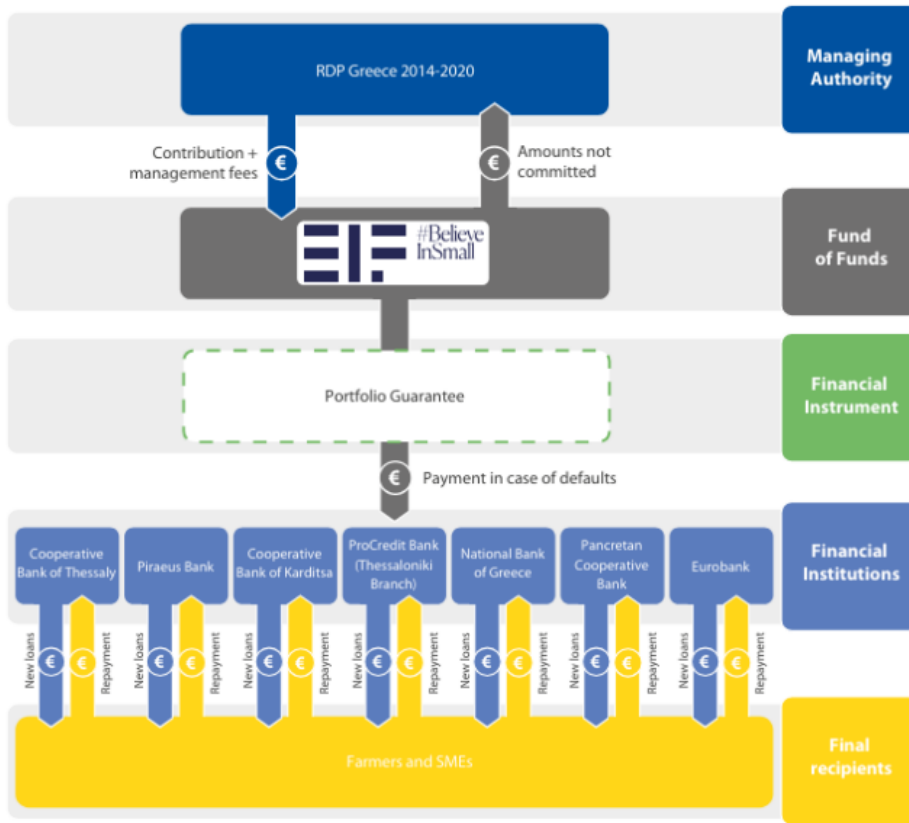 RDP Greece 2014-2020
Managing
Authority
Contribution +
management fees
€
€
Amounts not
committed
EIF
#Believe
InSmall
Fund
of Funds
Portfolio Guarantee
Financial
Instrument
€
Payment in case of defaults
Cooperative
Bank of Thessaly
Piraeus Bank
Cooperative
Bank of Karditsa
ProCredit Bank
(Thessaloniki
Branch)
National Bank
of Greece
Pancretan
Cooperative
Bank
Eurobank
Financial
Institutions
New loans
€
€
Repayment
New loans
€
€
Repayment
New loans
€
€
Repayment
New loans
€
€
Repayment
New loans
€
€
Repayment
New loans
€
€
Repayment
New loans
€
€
Repayment
Farmers and SMEs
Final
recipients